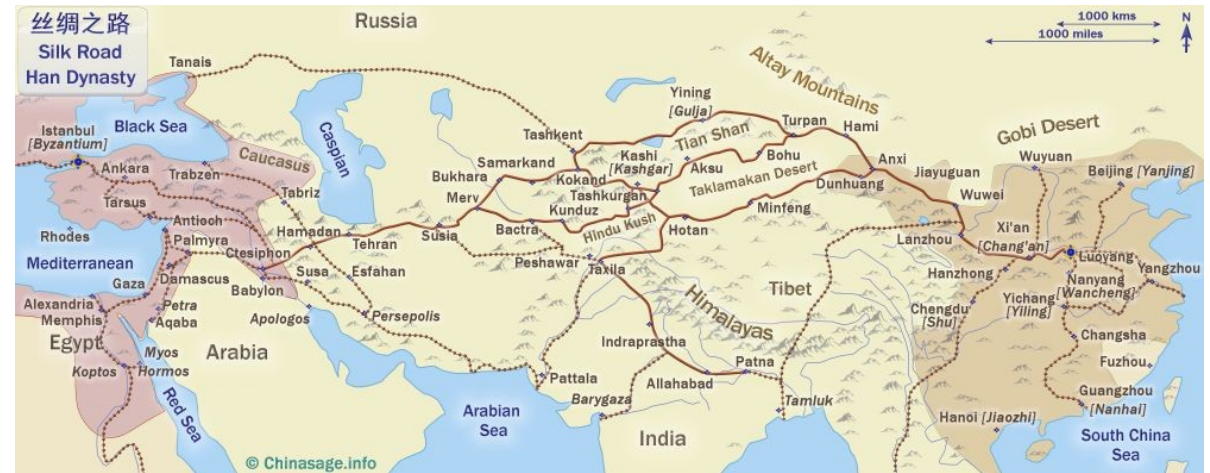 丝绸之路
Silk Road
Han Dynasty
Russia
1000 kms
1000 miles
N
Tanais
Altay Mountains
Yining
[Gulja]
Istanbul
[Byzantium]
Black Sea
Caspian
Tashkent
Tian Shan
Turpan
Hami
Gobi Desert
Caucasus
Samarkand
Kashi
[Kashgar]
Aksu
Bohu
Anxi
Wuyuan
Ankara
Trabzen
Bukhara
Kokand
Taklamakan Desert
Jiayuguan
Beijing [Yanjing]
Tarsus
Tabriz
Merv
Tashkurgan
Dunhuang
Wuwei
Antioch
Kunduz
Minfeng
Rhodes
Palmyra
Hamadan
Bactra
Hindu Kush
Hotan
Xi'an
[Chang'an]
Mediterranean
Ctesiphon
Tehran
Susia
Lanzhou
Luoyang
Damascus
Susa
Esfahan
Peshawar
Taxila
Hanzhong
Nanyang
[Wancheng]
Yangzhou
Gaza
Babylon
Tibet
Alexandria
Petra
Memphis
Aqaba
Apologos
Persepolis
Himalayas
Chengdu
[Shu]
Yichang
[Yiling]
Egypt
Arabia
Indraprastha
Patna
Changsha
Myos
Hormos
Koptos
Fuzhou
Pattala
Allahabad
Red Sea
Barygaza
Tamluk
Guangzhou
[Nanhai]
Arabian
Sea
Hanoi [Jiaozhi]
India
South China
Sea
© Chinasage.info